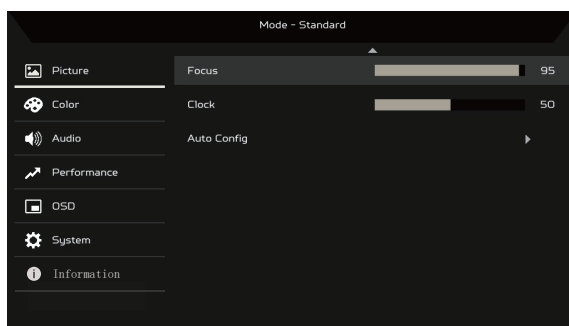 Mode - Standard
Picture
Focus 95
Color
Clock 50
Audio
Auto Config
Performance
OSD
System
Information